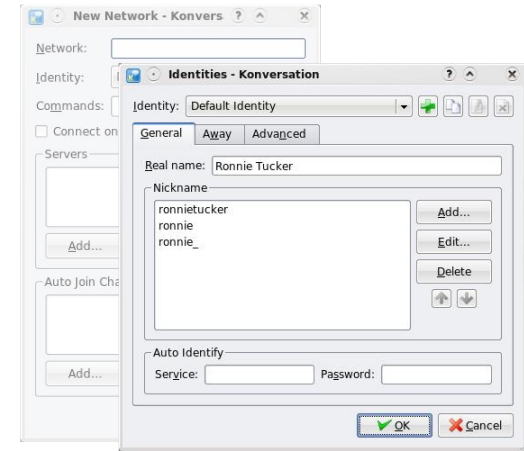 New Network - Konvers
Network:
Identity:
Commands:
Connect on
Servers
Add...
Auto Join Cha
Add...
Identities - Konversation
Identity: Default Identity
General Away Advanced
Real name: Ronnie Tucker
Nickname
ronnietucker
ronnie
ronnie_
Add...
Edit...
Delete
Auto Identify
Service: Password:
OK Cancel